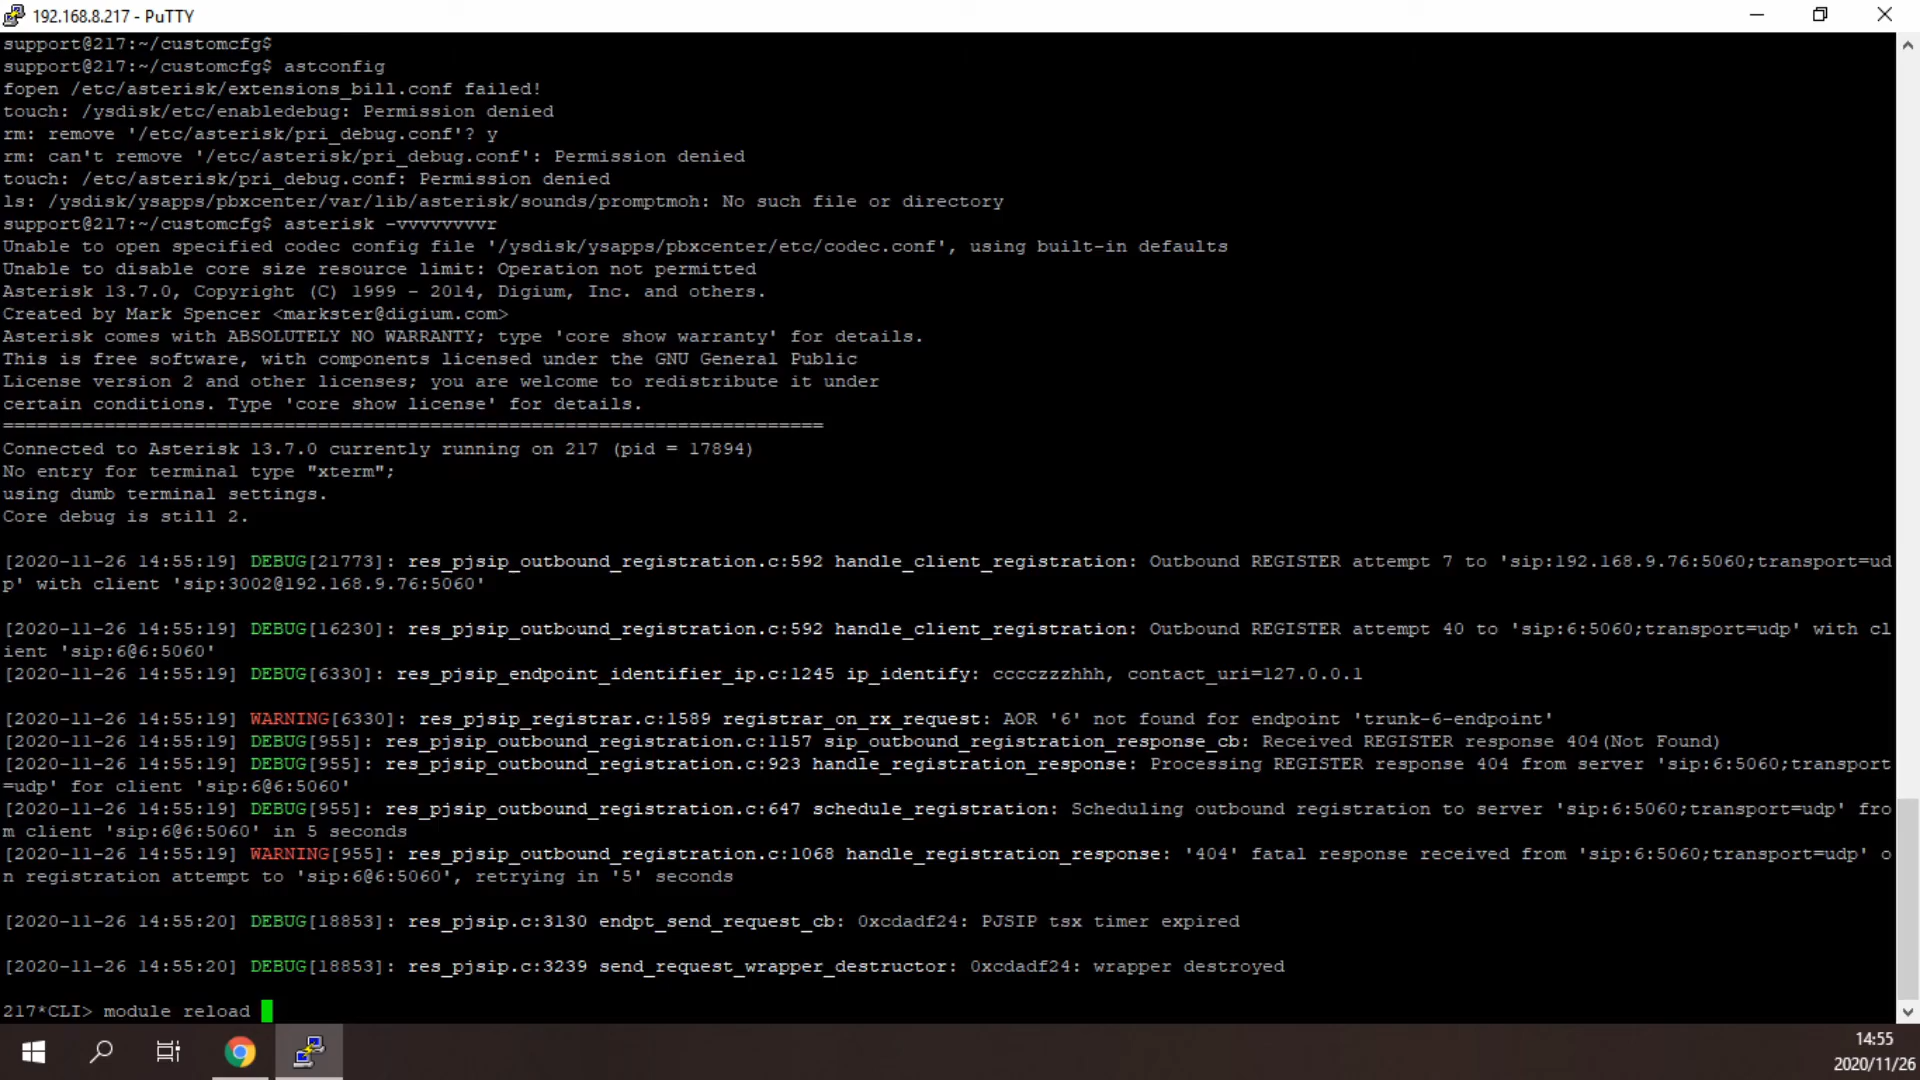 192.168.8.217 - PuTTY
support@217:~/customcfg$
support@217:~/customcfg$ astconfig
fopen /etc/asterisk/extensions_bill.conf failed!
touch: /ysdisk/etc/enabledebug: Permission denied
rm: remove '/etc/asterisk/pri_debug.conf'? y
rm: can't remove '/etc/asterisk/pri_debug.conf': Permission denied
touch: /etc/asterisk/pri_debug.conf: Permission denied
ls: /ysdisk/ysapps/pbxcenter/var/lib/asterisk/sounds/promptmoh: No such file or directory
support@217:~/customcfg$ asterisk -vvvvvvvvr
Unable to open specified codec config file '/ysdisk/ysapps/pbxcenter/etc/codec.conf', using built-in defaults
Unable to disable core size resource limit: Operation not permitted
Asterisk 13.7.0, Copyright (C) 1999 - 2014, Digium, Inc. and others.
Created by Mark Spencer <markster@digium.com>
Asterisk comes with ABSOLUTELY NO WARRANTY; type 'core show warranty' for details.
This is free software, with components licensed under the GNU General Public
License version 2 and other licenses; you are welcome to redistribute it under
certain conditions. Type 'core show license' for details.
=========================================================================
Connected to Asterisk 13.7.0 currently running on 217 (pid = 17894)
No entry for terminal type "xterm";
using dumb terminal settings.
Core debug is still 2.
[2020-11-26 14:55:19] DEBUG[21773]: res_pjsip_outbound_registration.c:592 handle_client_registration: Outbound REGISTER attempt 7 to 'sip:192.168.9.76:5060;transport=ud
p' with client 'sip:3002@192.168.9.76:5060'
[2020-11-26 14:55:19] DEBUG[16230]: res_pjsip_outbound_registration.c:592 handle_client_registration: Outbound REGISTER attempt 40 to 'sip:6:5060;transport=udp' with cl
ient 'sip:6@6:5060'
[2020-11-26 14:55:19] DEBUG[6330]: res_pjsip_endpoint_identifier_ip.c:1245 ip_identify: cccczzzhhh, contact_uri=127.0.0.1
[2020-11-26 14:55:19] WARNING[6330]: res_pjsip_registrar.c:1589 registrar_on_rx_request: AOR '6' not found for endpoint 'trunk-6-endpoint'
[2020-11-26 14:55:19] DEBUG[955]: res_pjsip_outbound_registration.c:1157 sip_outbound_registration_response_cb: Received REGISTER response 404(Not Found)
[2020-11-26 14:55:19] DEBUG[955]: res_pjsip_outbound_registration.c:923 handle_registration_response: Processing REGISTER response 404 from server 'sip:6:5060;transport
=udp' for client 'sip:6@6:5060'
[2020-11-26 14:55:19] DEBUG[955]: res_pjsip_outbound_registration.c:647 schedule_registration: Scheduling outbound registration to server 'sip:6:5060;transport=udp' fro
m client 'sip:6@6:5060' in 5 seconds
[2020-11-26 14:55:19] WARNING[955]: res_pjsip_outbound_registration.c:1068 handle_registration_response: '404' fatal response received from 'sip:6:5060;transport=udp' o
n registration attempt to 'sip:6@6:5060', retrying in '5' seconds
[2020-11-26 14:55:20] DEBUG[18853]: res_pjsip.c:3130 endpt_send_request_cb: 0xcdadf24: PJSIP tsx timer expired
[2020-11-26 14:55:20] DEBUG[18853]: res_pjsip.c:3239 send_request_wrapper_destructor: 0xcdadf24: wrapper destroyed
217*CLI> module reload
14:55
2020/11/26